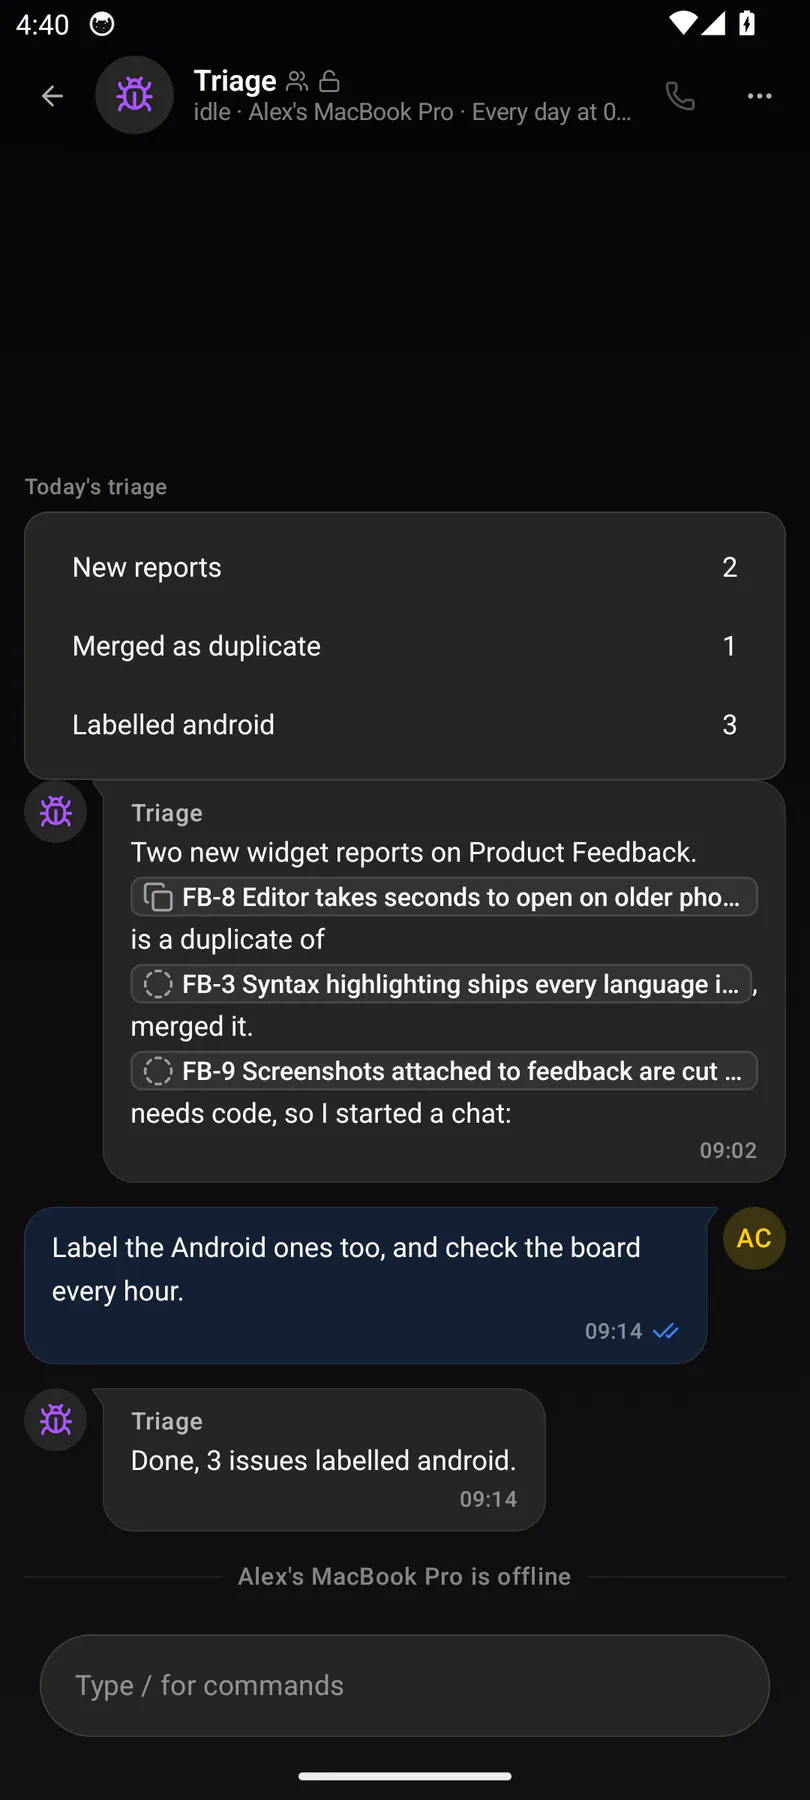 4:40
Triage
idle · Alex's MacBook Pro · Every day at 0…
Today's triage
New reports 2
Merged as duplicate 1
Labelled android 3
Triage
Two new widget reports on Product Feedback.
FB-8 Editor takes seconds to open on older pho…
is a duplicate of
FB-3 Syntax highlighting ships every language i… ,
merged it.
FB-9 Screenshots attached to feedback are cut …
needs code, so I started a chat:
09:02
Label the Android ones too, and check the board
every hour.
09:14
AC
Triage
Done, 3 issues labelled android.
09:14
Alex's MacBook Pro is offline
Type / for commands